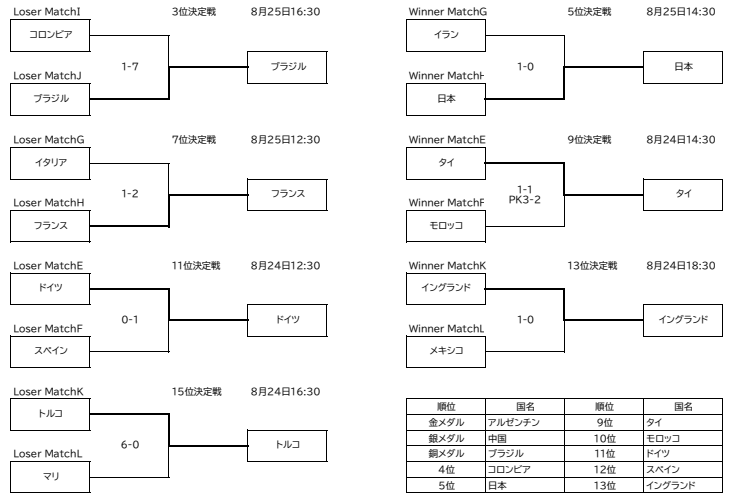 Loser MatchI 3位決定戦 8月25日16:30
コロンビア
1-7 ブラジル
Loser MatchJ
ブラジル
Loser MatchG 7位決定戦 8月25日12:30
イタリア
1-2 フランス
Loser MatchH
フランス
Loser MatchE 11位決定戦 8月24日12:30
ドイツ
0-1 ドイツ
Loser MatchF
スペイン
Loser MatchK 15位決定戦 8月24日16:30
トルコ
6-0 トルコ
Loser MatchL
マリ
Winner MatchG 5位決定戦 8月25日14:30
イラン
1-0 日本
Winner MatchH
日本
Winner MatchE 9位決定戦 8月24日14:30
タイ
1-1 タイ
PK3-2
Winner MatchF
モロッコ
Winner MatchK 13位決定戦 8月24日18:30
イングランド
1-0 イングランド
Winner MatchL
メキシコ
順位 国名 順位 国名
金メダル アルゼンチン 9位 タイ
銀メダル 中国 10位 モロッコ
銅メダル ブラジル 11位 ドイツ
4位 コロンビア 12位 スペイン
5位 日本 13位 イングランド